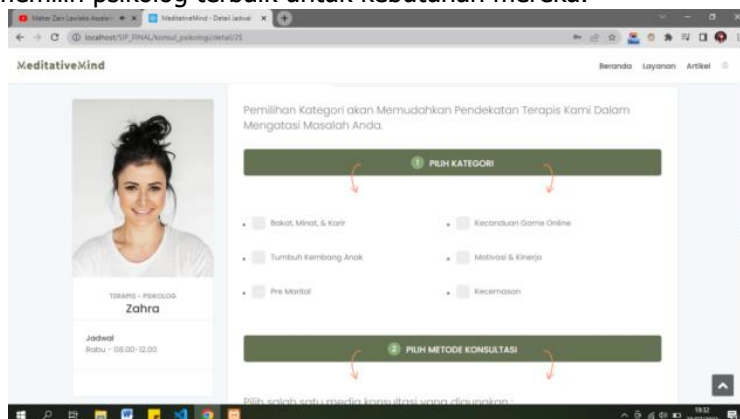 memilih psikolog terbaik untuk kebutuhan mereka.
MeditativeMind - Detail Jadwal
localhost/SIP_FINAL/konsul_psikologi/detail/25
MeditativeMind
Beranda Layanan Artikel
Pemilihan Kategori akan Memudahkan Pendekatan Terapis Kami Dalam
Mengatasi Masalah Anda.
1 PILIH KATEGORI
Bakat, Minat, & Karir
Kecanduan Game Online
Tumbuh Kembang Anak
Motivasi & Kinerja
Pre Marital
Kecemasan
TERAPIS - PSIKOLOG
Zahra
Jadwal
Rabu - 08.00-12.00
2 PILIH METODE KONSULTASI
Pilih salah satu media konsultasi yang digunakan :
19.32